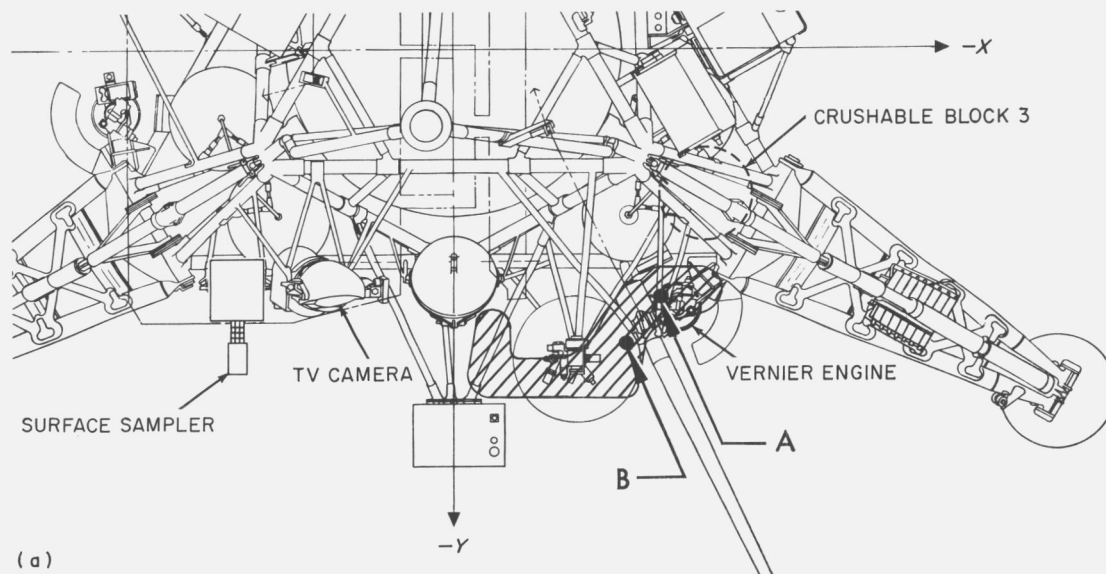 -X
CRUSHABLE BLOCK 3
TV CAMERA
VERNIER ENGINE
SURFACE SAMPLER
A
B
-Y
(a)